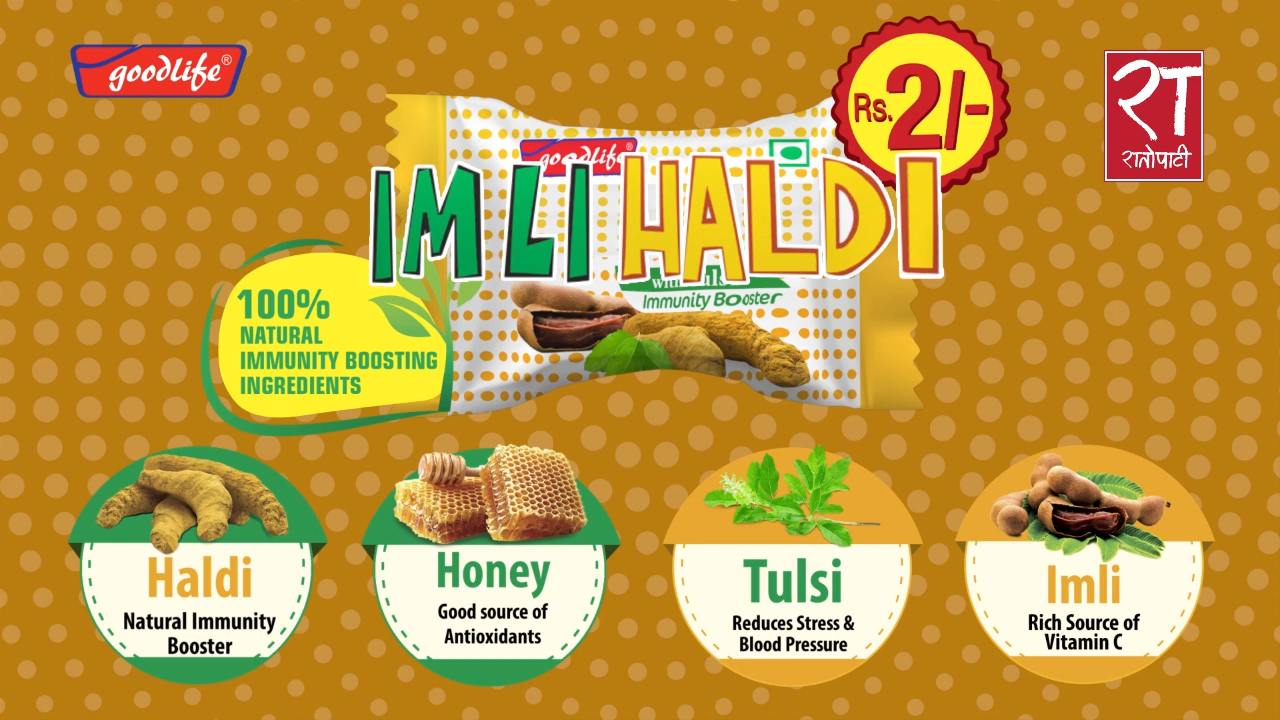 goodlife®
Rs. 2/-
रातोपाटी
goodlife®
IMLI HALDI
Immunity Booster
100%
NATURAL
IMMUNITY BOOSTING
INGREDIENTS
Haldi
Natural Immunity
Booster
Honey
Good source of
Antioxidants
Tulsi
Reduces Stress &
Blood Pressure
Imli
Rich Source of
Vitamin C